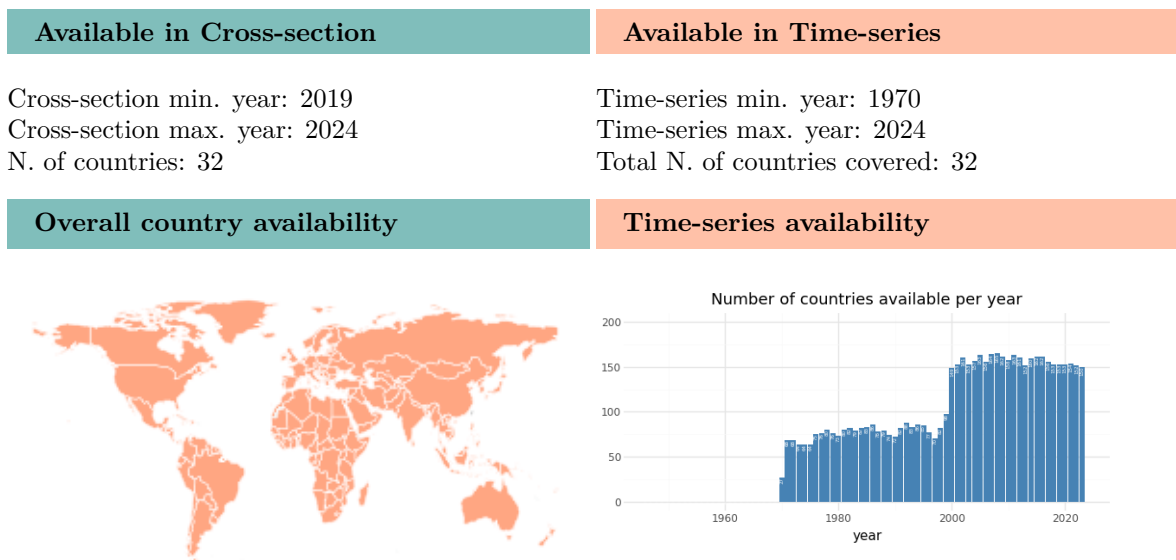 Available in Cross-section
Available in Time-series
Cross-section min. year: 2019
Cross-section max. year: 2024
N. of countries: 32
Time-series min. year: 1970
Time-series max. year: 2024
Total N. of countries covered: 32
Overall country availability
Time-series availability
Number of countries available per year
200
150
100
50
0
1960
1980
2000
2020
year